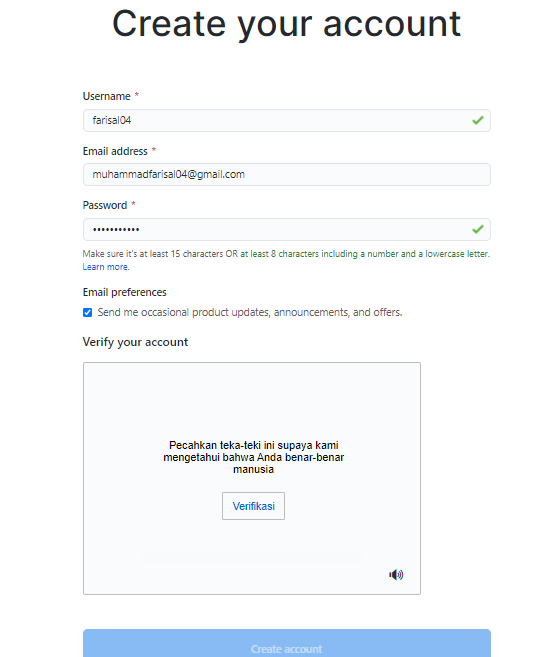 Create your account
Username *
farisal04
Email address *
muhammadfarisal04@gmail.com
Password *
•••••••••••
Make sure it's at least 15 characters OR at least 8 characters including a number and a lowercase letter.
Learn more.
Email preferences
Send me occasional product updates, announcements, and offers.
Verify your account
Pecahkan teka-teki ini supaya kami
mengetahui bahwa Anda benar-benar
manusia
Verifikasi
Create account